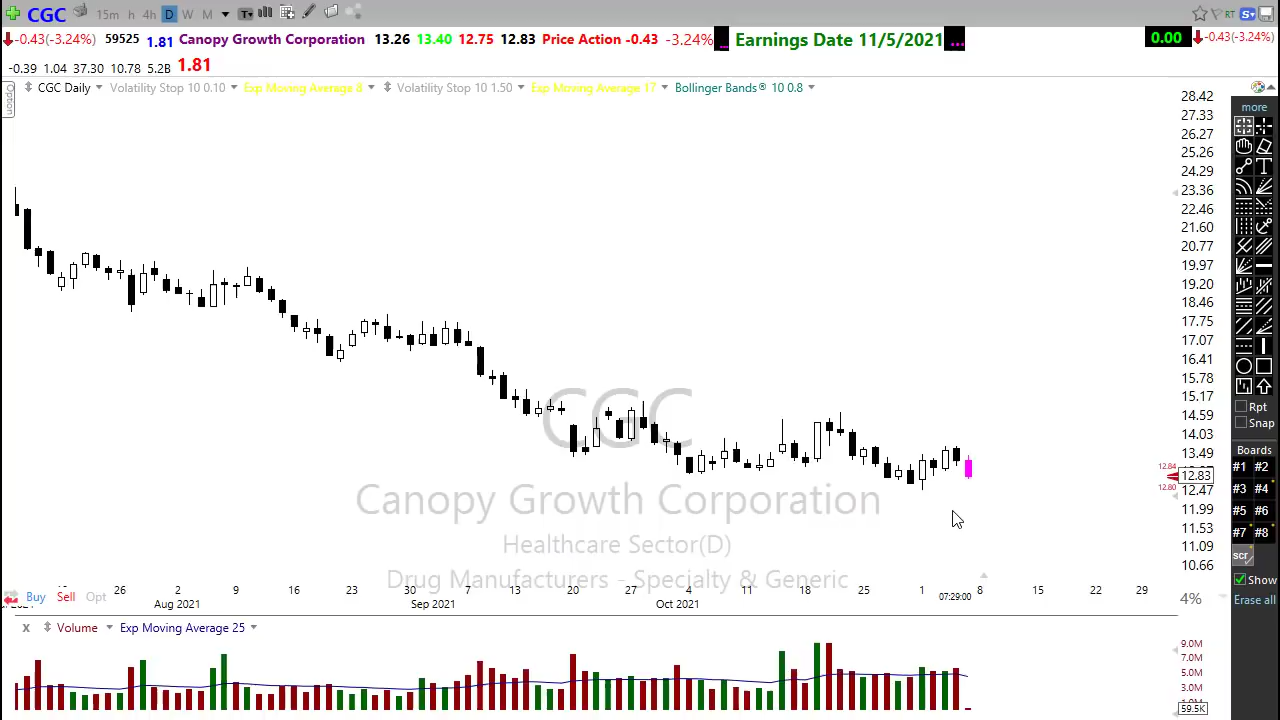 CGC 15m h 4h D W M T RT S
-0.43(-3.24%) 59525 1.81 Canopy Growth Corporation 13.26 13.40 12.75 12.83 Price Action -0.43 -3.24% ... Earnings Date 11/5/2021 ... 0.00 -0.43(-3.24%)
-0.39 1.04 37.30 10.78 5.2B 1.81
Option
CGC Daily Volatility Stop 10 0.10 Exp Moving Average 8 Volatility Stop 10 1.50 Exp Moving Average 17 Bollinger Bands® 10 0.8
28.42
27.33
26.27
25.26
24.29
23.36
22.46
21.60
20.77
19.97
19.20
18.46
17.75
17.07
16.41
15.78
15.17
14.59
14.03
13.49
12.84
12.83
12.80
12.47
11.99
11.53
11.09
10.66
more
Rpt
Snap
Boards
#1 #2
#3 #4
#5 #6
#7 #8
scr
Show
Erase all
CGC
Canopy Growth Corporation
Healthcare Sector(D)
Drug Manufacturers - Specialty & Generic
26 2 9 16 23 30 6 13 20 27 4 11 18 25 1 07:29:00 8 15 22 29
Aug 2021 Sep 2021 Oct 2021
Buy Sell Opt 4%
X Volume Exp Moving Average 25
9.0M
7.0M
5.0M
3.0M
59.5K